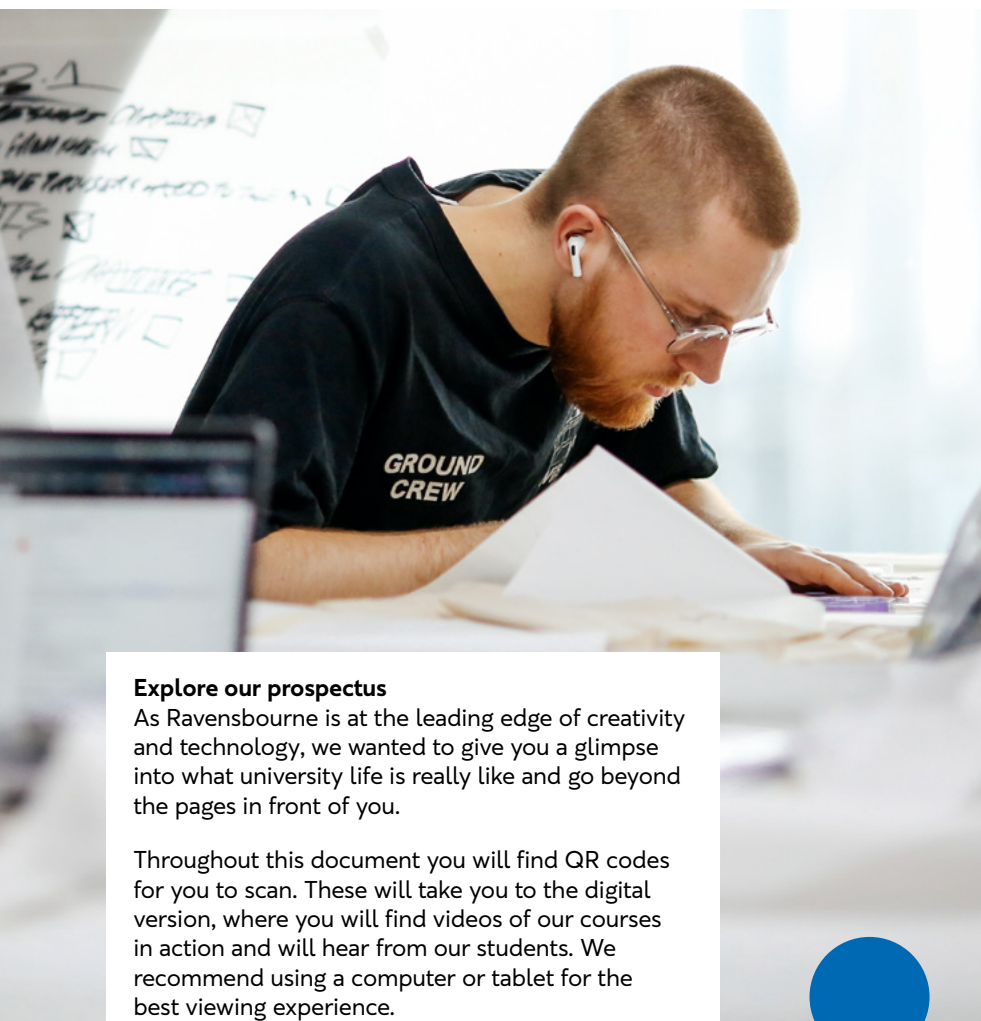 2.1
GROUND
CREW
Explore our prospectus
As Ravensbourne is at the leading edge of creativity
and technology, we wanted to give you a glimpse
into what university life is really like and go beyond
the pages in front of you.
Throughout this document you will find QR codes
for you to scan. These will take you to the digital
version, where you will find videos of our courses
in action and will hear from our students. We
recommend using a computer or tablet for the
best viewing experience.